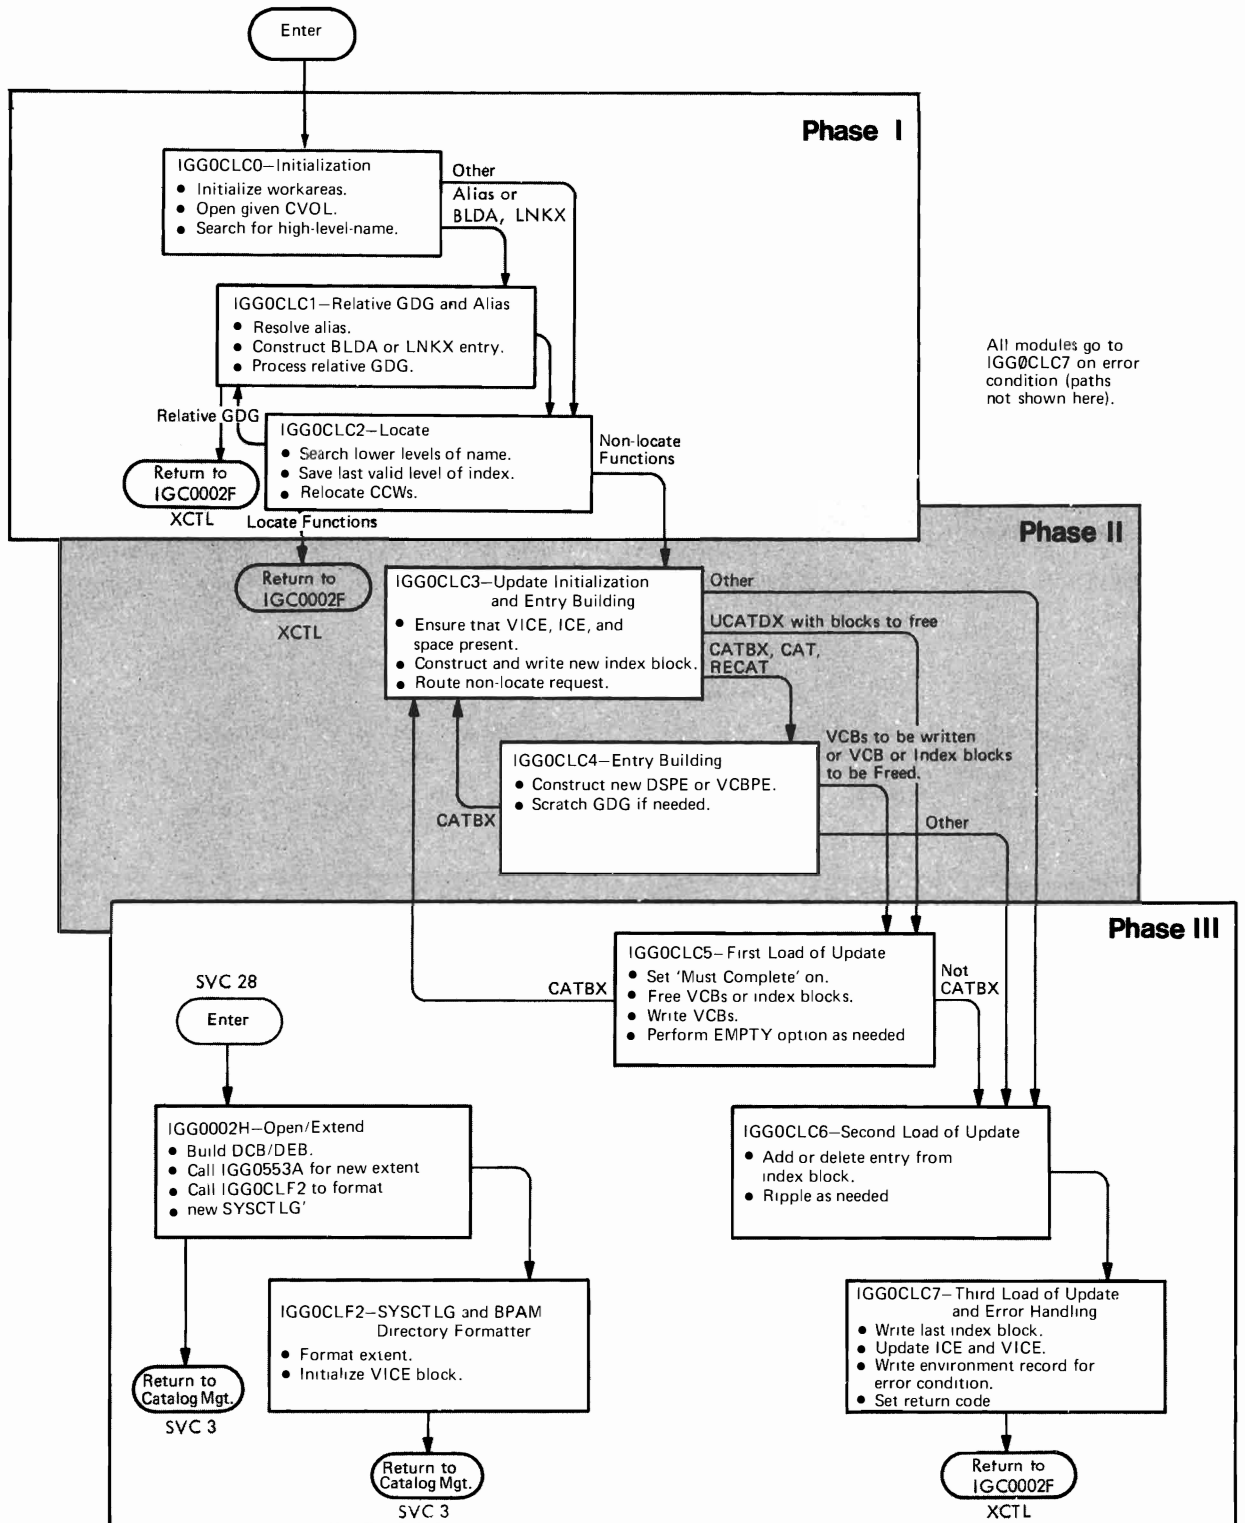 Enter
Phase I
IGG0CLC0–Initialization
• Initialize workareas.
• Open given CVOL.
• Search for high-level-name.
Other
Alias or
BLDA, LNKX
IGG0CLC1–Relative GDG and Alias
• Resolve alias.
• Construct BLDA or LNKX entry.
• Process relative GDG.
All modules go to
IGGØCLC7 on error
condition (paths
not shown here).
Relative GDG
IGG0CLC2–Locate
• Search lower levels of name.
• Save last valid level of index.
• Relocate CCWs.
Non-locate
Functions
Return to
IGC0002F
XCTL
Locate Functions
Phase II
Return to
IGC0002F
XCTL
IGG0CLC3–Update Initialization
and Entry Building
• Ensure that VICE, ICE, and
space present.
• Construct and write new index block.
• Route non-locate request.
Other
UCATDX with blocks to free
CATBX, CAT,
RECAT
IGG0CLC4–Entry Building
• Construct new DSPE or VCBPE.
• Scratch GDG if needed.
VCBs to be written
or VCB or Index blocks
to be Freed.
CATBX
Other
Phase III
IGG0CLC5–First Load of Update
• Set 'Must Complete' on.
• Free VCBs or index blocks.
• Write VCBs.
• Perform EMPTY option as needed
CATBX
Not
CATBX
SVC 28
Enter
IGG0002H–Open/Extend
• Build DCB/DEB.
• Call IGG0553A for new extent
• Call IGG0CLF2 to format
• new SYSCTLG'
IGG0CLC6–Second Load of Update
• Add or delete entry from
index block.
• Ripple as needed
IGG0CLF2–SYSCTLG and BPAM
Directory Formatter
• Format extent.
• Initialize VICE block.
IGG0CLC7–Third Load of Update
and Error Handling
• Write last index block.
• Update ICE and VICE.
• Write environment record for
error condition.
• Set return code
Return to
Catalog Mgt.
SVC 3
Return to
Catalog Mgt.
SVC 3
Return to
IGC0002F
XCTL